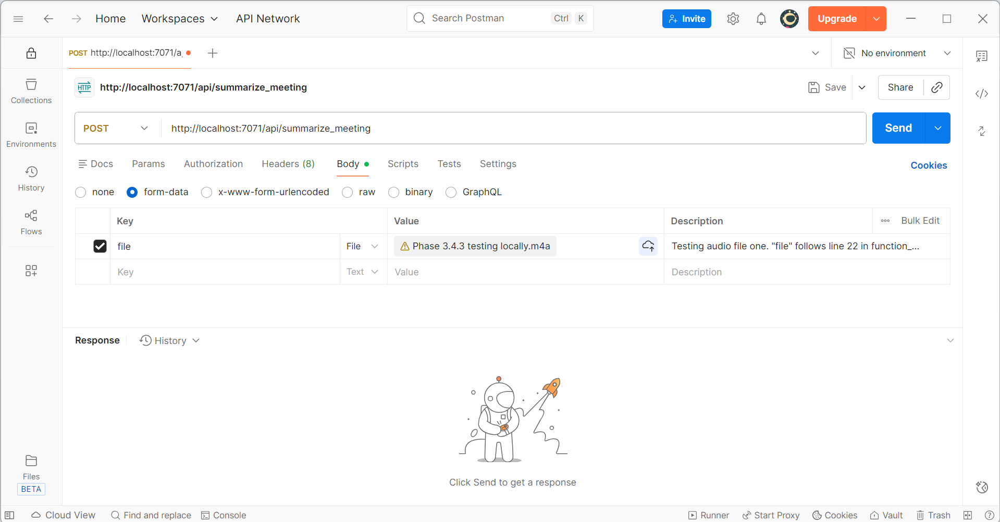 Home Workspaces API Network Search Postman Ctrl K Invite Upgrade
POST http://localhost:7071/a No environment
HTTP http://localhost:7071/api/summarize_meeting Save Share
Collections
POST http://localhost:7071/api/summarize_meeting Send
Environments
Docs Params Authorization Headers (8) Body Scripts Tests Settings Cookies
History
none form-data x-www-form-urlencoded raw binary GraphQL
Key Value Description Bulk Edit
Flows
file File Phase 3.4.3 testing locally.m4a Testing audio file one. "file" follows line 22 in function_...
Key Text Value Description
Response History
Click Send to get a response
Files
BETA
Cloud View Find and replace Console Runner Start Proxy Cookies Vault Trash